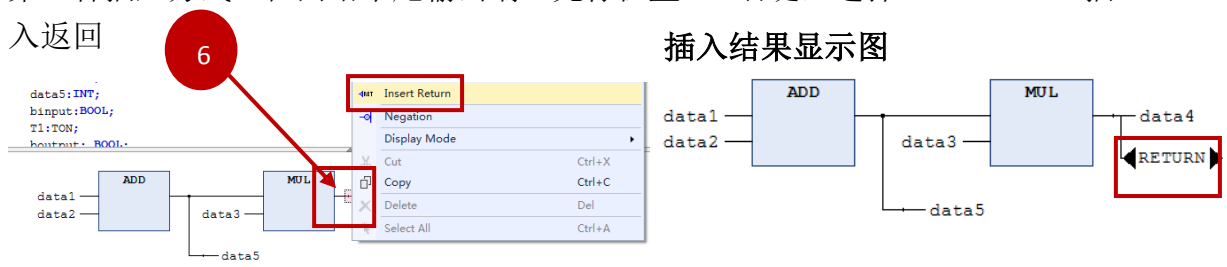 入返回
6
插入结果显示图
data5:INT;
binput:BOOL;
T1:TON;
boutput: BOOL;
Insert Return
Negation
Display Mode
Cut Ctrl+X
Copy Ctrl+C
Delete Del
Select All Ctrl+A
ADD
MUL
data1
data2
data3
data5
ADD
MUL
data1
data2
data3
data4
RETURN
data5